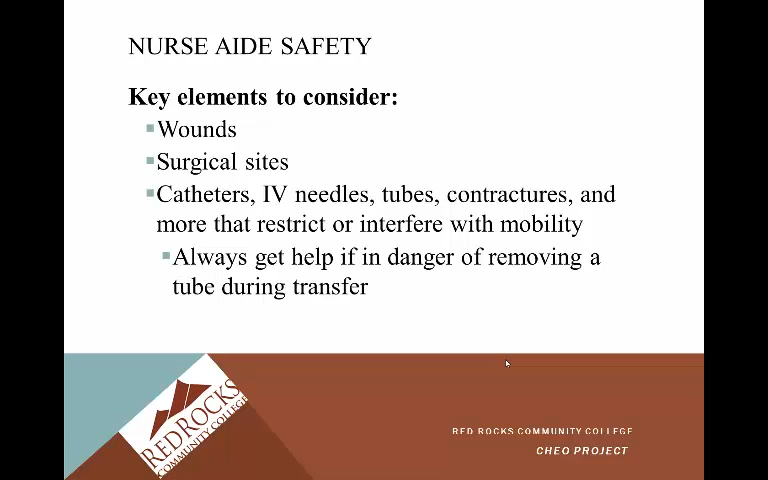 NURSE AIDE SAFETY
Key elements to consider:
Wounds
Surgical sites
Catheters, IV needles, tubes, contractures, and
more that restrict or interfere with mobility
Always get help if in danger of removing a
tube during transfer
RED ROCKS
COMMUNITY COLLEGE
RED ROCKS COMMUNITY COLLEGE
CHEO PROJECT